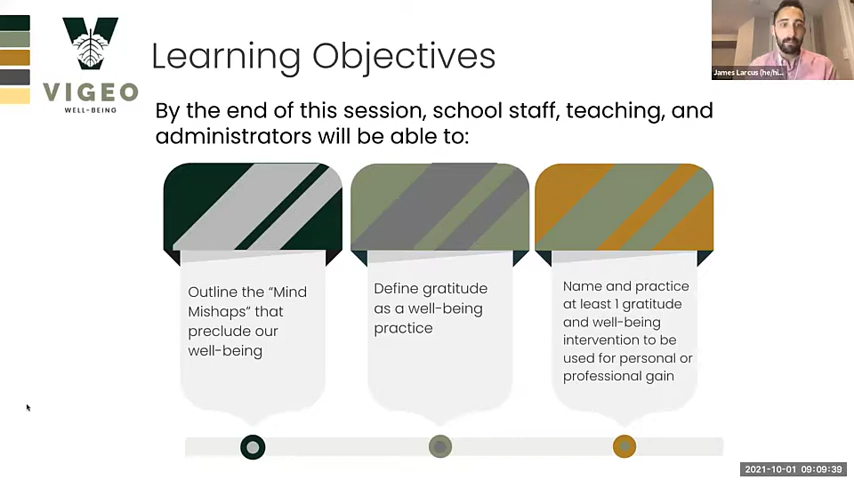 VIGEO
WELL-BEING
Learning Objectives
James Larcus (he/hi...
By the end of this session, school staff, teaching, and
administrators will be able to:
Outline the “Mind
Mishaps” that
preclude our
well-being
Define gratitude
as a well-being
practice
Name and practice
at least 1 gratitude
and well-being
intervention to be
used for personal or
professional gain
2021-10-01 09:09:39